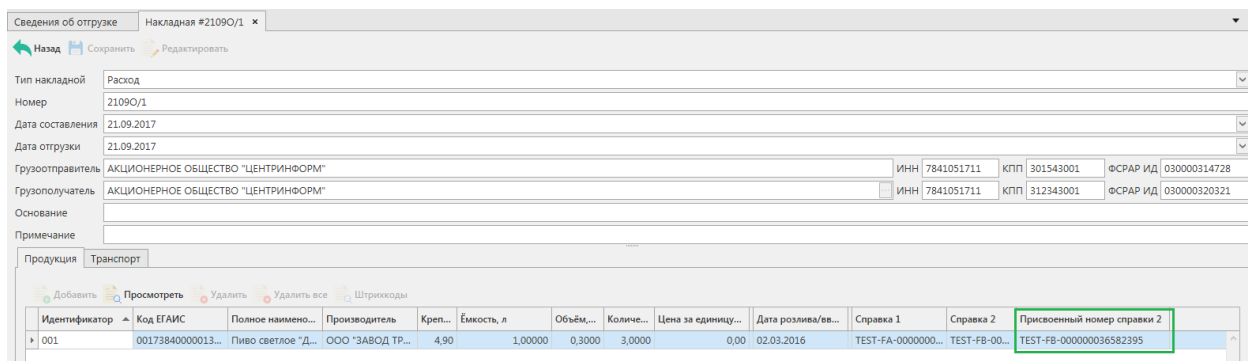 Сведения об отгрузке Накладная #2109О/1 ×
Назад Сохранить Редактировать
Тип накладной Расход
Номер 2109О/1
Дата составления 21.09.2017
Дата отгрузки 21.09.2017
Грузоотправитель АКЦИОНЕРНОЕ ОБЩЕСТВО "ЦЕНТРИНФОРМ" ИНН 7841051711 КПП 301543001 ФСРАР ИД 030000314728
Грузополучатель АКЦИОНЕРНОЕ ОБЩЕСТВО "ЦЕНТРИНФОРМ" ... ИНН 7841051711 КПП 312343001 ФСРАР ИД 030000320321
Основание
Примечание
Продукция Транспорт
Добавить Просмотреть Удалить Удалить все Штрихкоды
Идентификатор Код ЕГАИС Полное наимено... Производитель Креп... Ёмкость, л Объём,... Количе... Цена за единицу... Дата розлива/вв... Справка 1 Справка 2 Присвоенный номер справки 2
001 00173840000013... Пиво светлое "Д... ООО "ЗАВОД ТР... 4,90 1,00000 0,3000 3,0000 0,00 02.03.2016 TEST-FA-0000000... TEST-FB-00... TEST-FB-000000036582395